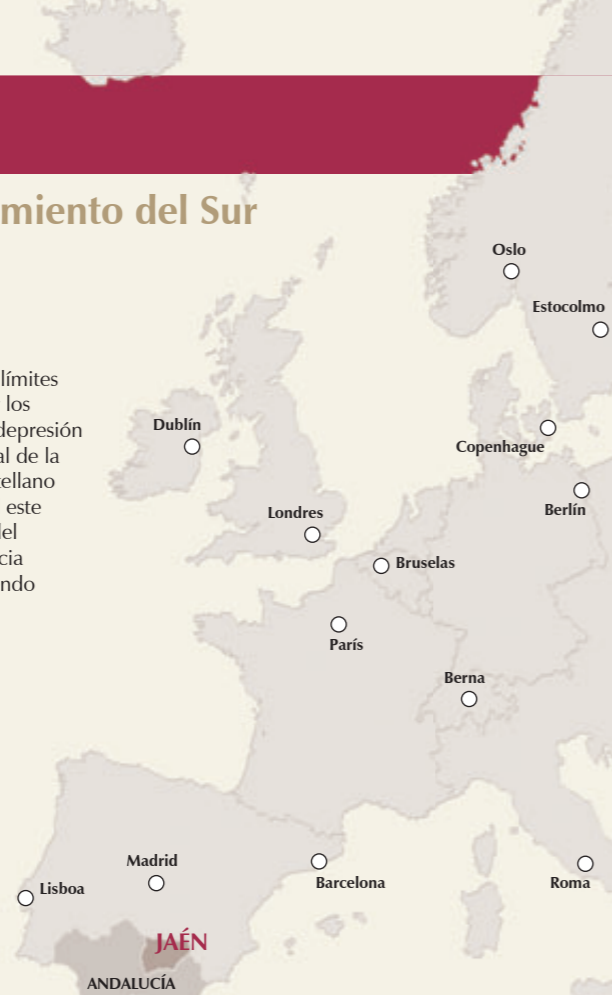 miento del Sur
límites
los
depresión
al de la
tellano
este
del
cia
ndo
Oslo
Estocolmo
Dublín
Copenhague
Londres
Berlín
Bruselas
París
Berna
Madrid
Barcelona
Roma
Lisboa
JAÉN
ANDALUCÍA